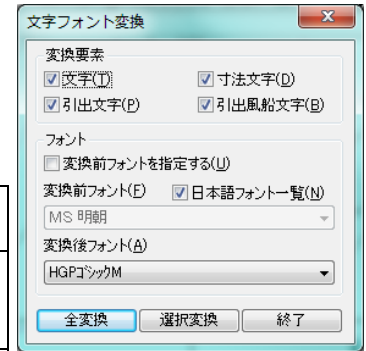 文字フォント変換
変換要素
文字(T) 寸法文字(D)
引出文字(P) 引出風船文字(B)
フォント
変換前フォントを指定する(U)
変換前フォント(F) 日本語フォント一覧(N)
MS 明朝
変換後フォント(A)
HGPゴシックM
全変換 選択変換 終了